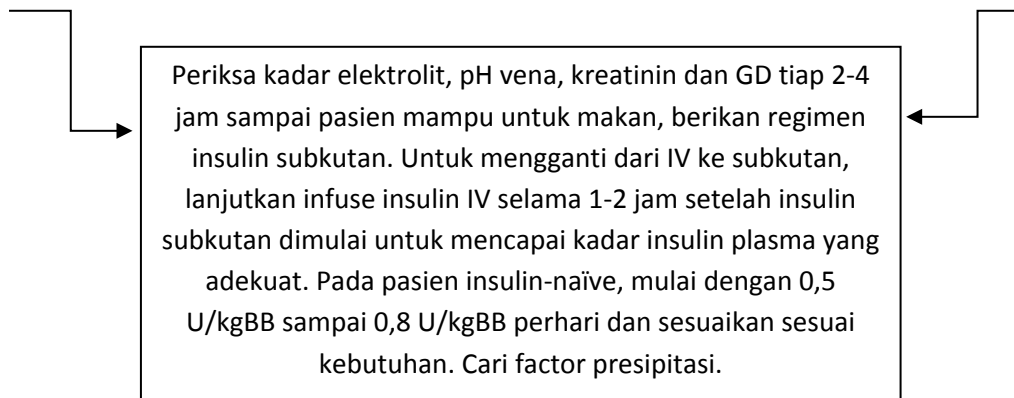 Periksa kadar elektrolit, pH vena, kreatinin dan GD tiap 2-4
jam sampai pasien mampu untuk makan, berikan regimen
insulin subkutan. Untuk mengganti dari IV ke subkutan,
lanjutkan infuse insulin IV selama 1-2 jam setelah insulin
subkutan dimulai untuk mencapai kadar insulin plasma yang
adekuat. Pada pasien insulin-naïve, mulai dengan 0,5
U/kgBB sampai 0,8 U/kgBB perhari dan sesuaikan sesuai
kebutuhan. Cari factor presipitasi.